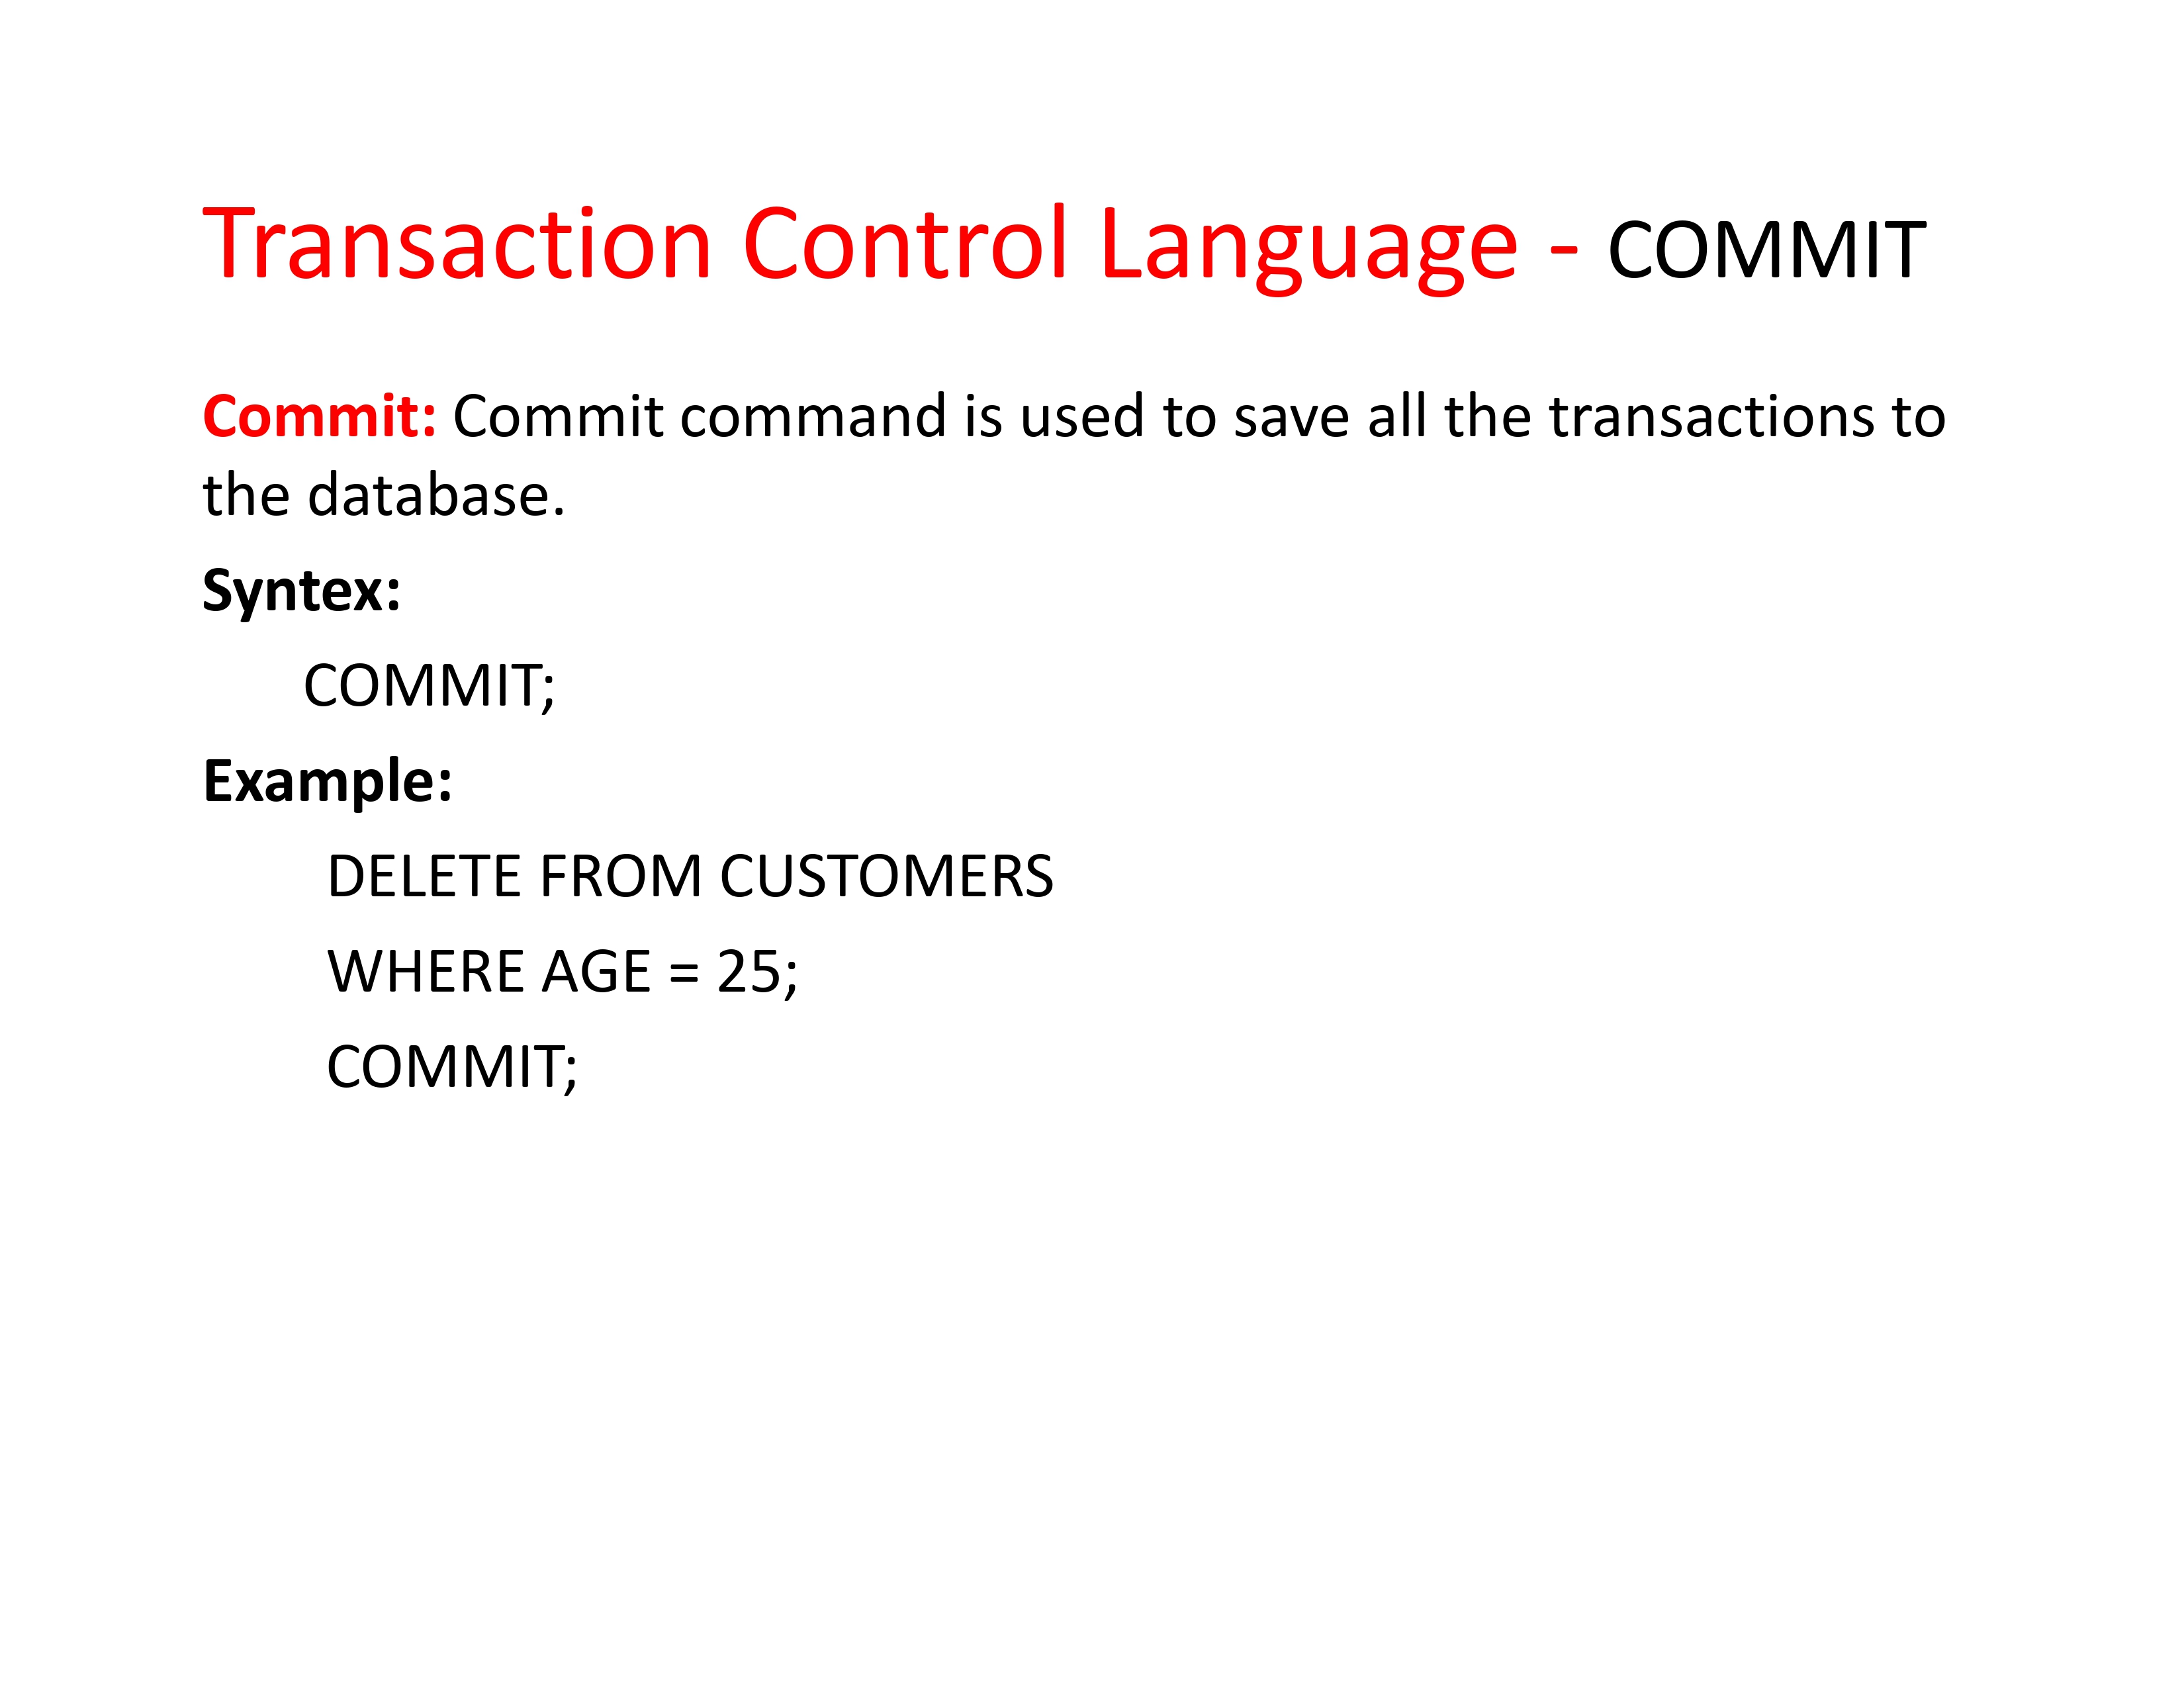 Transaction Control Language - COMMIT
Commit: Commit command is used to save all the transactions to
the database.
Syntex:
COMMIT;
Example:
DELETE FROM CUSTOMERS
WHERE AGE = 25;
COMMIT;